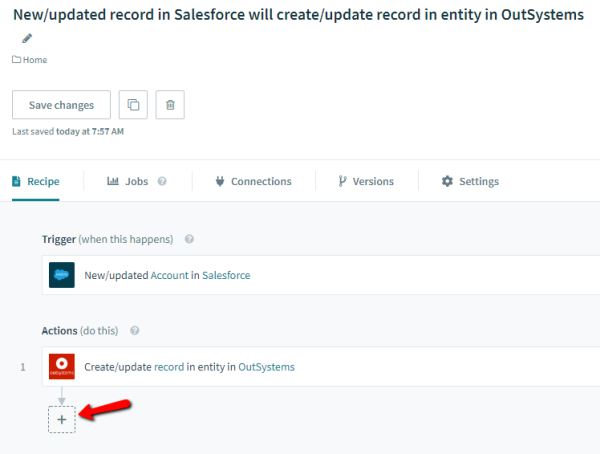 New/updated record in Salesforce will create/update record in entity in OutSystems
Home
Save changes
Last saved today at 7:57 AM
Recipe Jobs ? Connections Versions Settings
Trigger (when this happens) ?
New/updated Account in Salesforce
Actions (do this) ?
1 outsystems Create/update record in entity in OutSystems
+